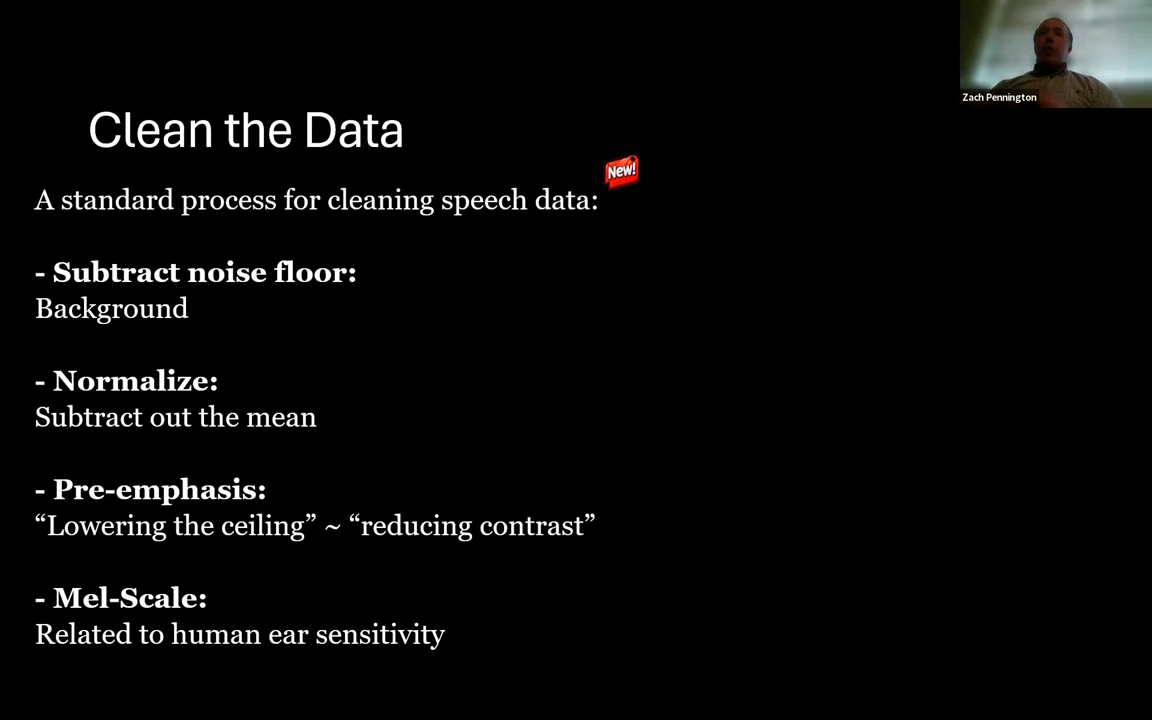 Zach Pennington
Clean the Data
New!
A standard process for cleaning speech data:
- Subtract noise floor:
Background
- Normalize:
Subtract out the mean
- Pre-emphasis:
“Lowering the ceiling” ~ “reducing contrast”
- Mel-Scale:
Related to human ear sensitivity